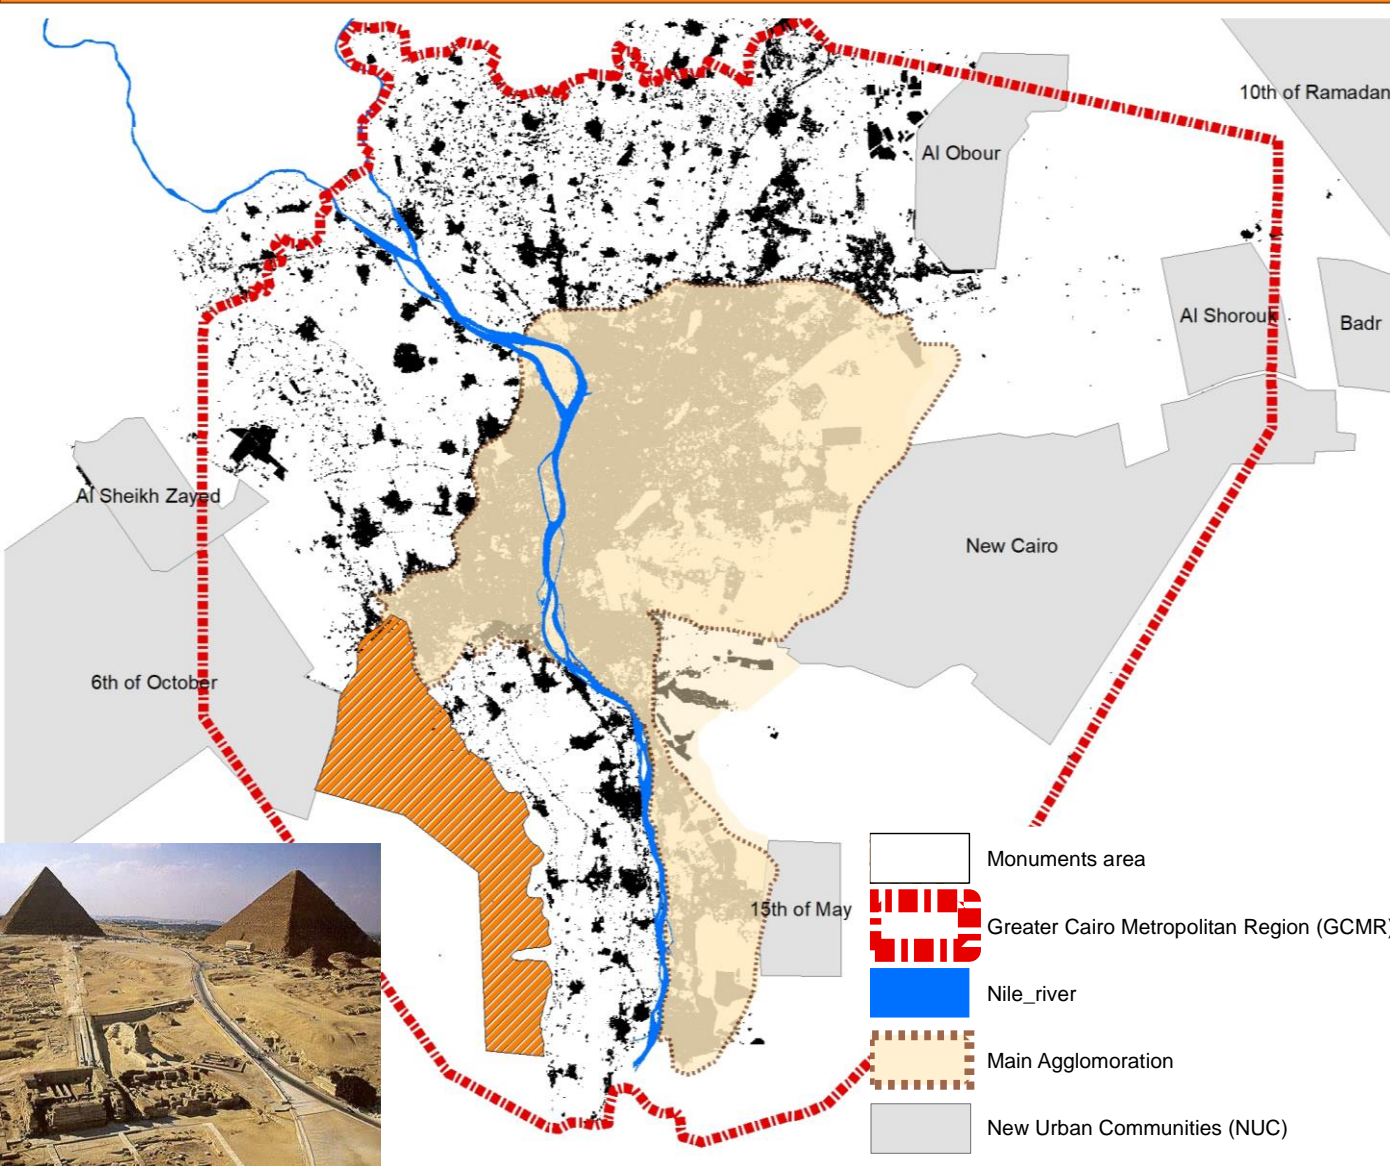 10th of Ramadan
Al Obour
Al Shorouk
Badr
Al Sheikh Zayed
New Cairo
6th of October
15th of May
Monuments area
Greater Cairo Metropolitan Region (GCMR)
Nile_river
Main Agglomoration
New Urban Communities (NUC)